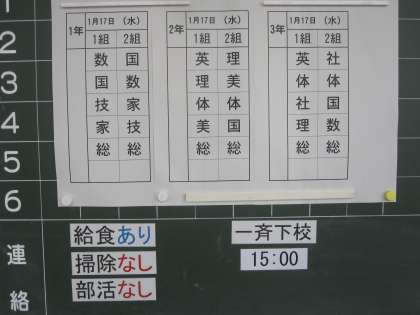 1
2
3
4
5
6
1年 1月17日 (水)
1組 2組
数 国
国 数
技 家
家 技
総 総
2年 1月17日 (水)
1組 2組
英 理
理 美
体 体
美 国
総 総
3年 1月17日 (水)
1組 2組
英 社
体 体
社 国
理 数
総 総
連絡
給食あり
掃除なし
部活なし
一斉下校
15:00